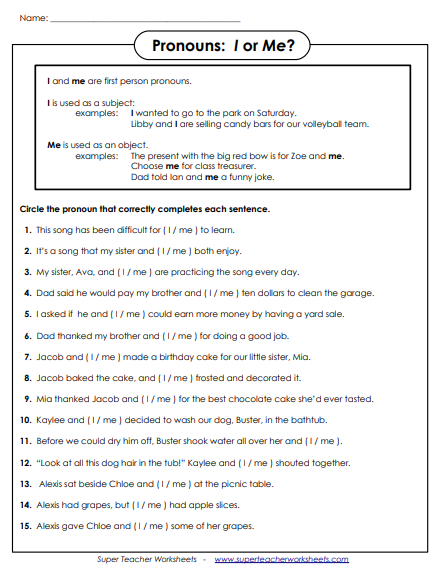 Name: ______________________________
Pronouns: I or Me?
I and me are first person pronouns.
I is used as a subject:
examples: I wanted to go to the park on Saturday.
Libby and I are selling candy bars for our volleyball team.
Me is used as an object.
examples: The present with the big red bow is for Zoe and me.
Choose me for class treasurer.
Dad told Ian and me a funny joke.
Circle the pronoun that correctly completes each sentence.
1. This song has been difficult for ( I / me ) to learn.
2. It's a song that my sister and ( I / me ) both enjoy.
3. My sister, Ava, and ( I / me ) are practicing the song every day.
4. Dad said he would pay my brother and ( I / me ) ten dollars to clean the garage.
5. I asked if he and ( I / me ) could earn more money by having a yard sale.
6. Dad thanked my brother and ( I / me ) for doing a good job.
7. Jacob and ( I / me ) made a birthday cake for our little sister, Mia.
8. Jacob baked the cake, and ( I / me ) frosted and decorated it.
9. Mia thanked Jacob and ( I / me ) for the best chocolate cake she'd ever tasted.
10. Kaylee and ( I / me ) decided to wash our dog, Buster, in the bathtub.
11. Before we could dry him off, Buster shook water all over her and ( I / me ).
12. "Look at all this dog hair in the tub!" Kaylee and ( I / me ) shouted together.
13. Alexis sat beside Chloe and ( I / me ) at the picnic table.
14. Alexis had grapes, but ( I / me ) had apple slices.
15. Alexis gave Chloe and ( I / me ) some of her grapes.
Super Teacher Worksheets - www.superteacherworksheets.com